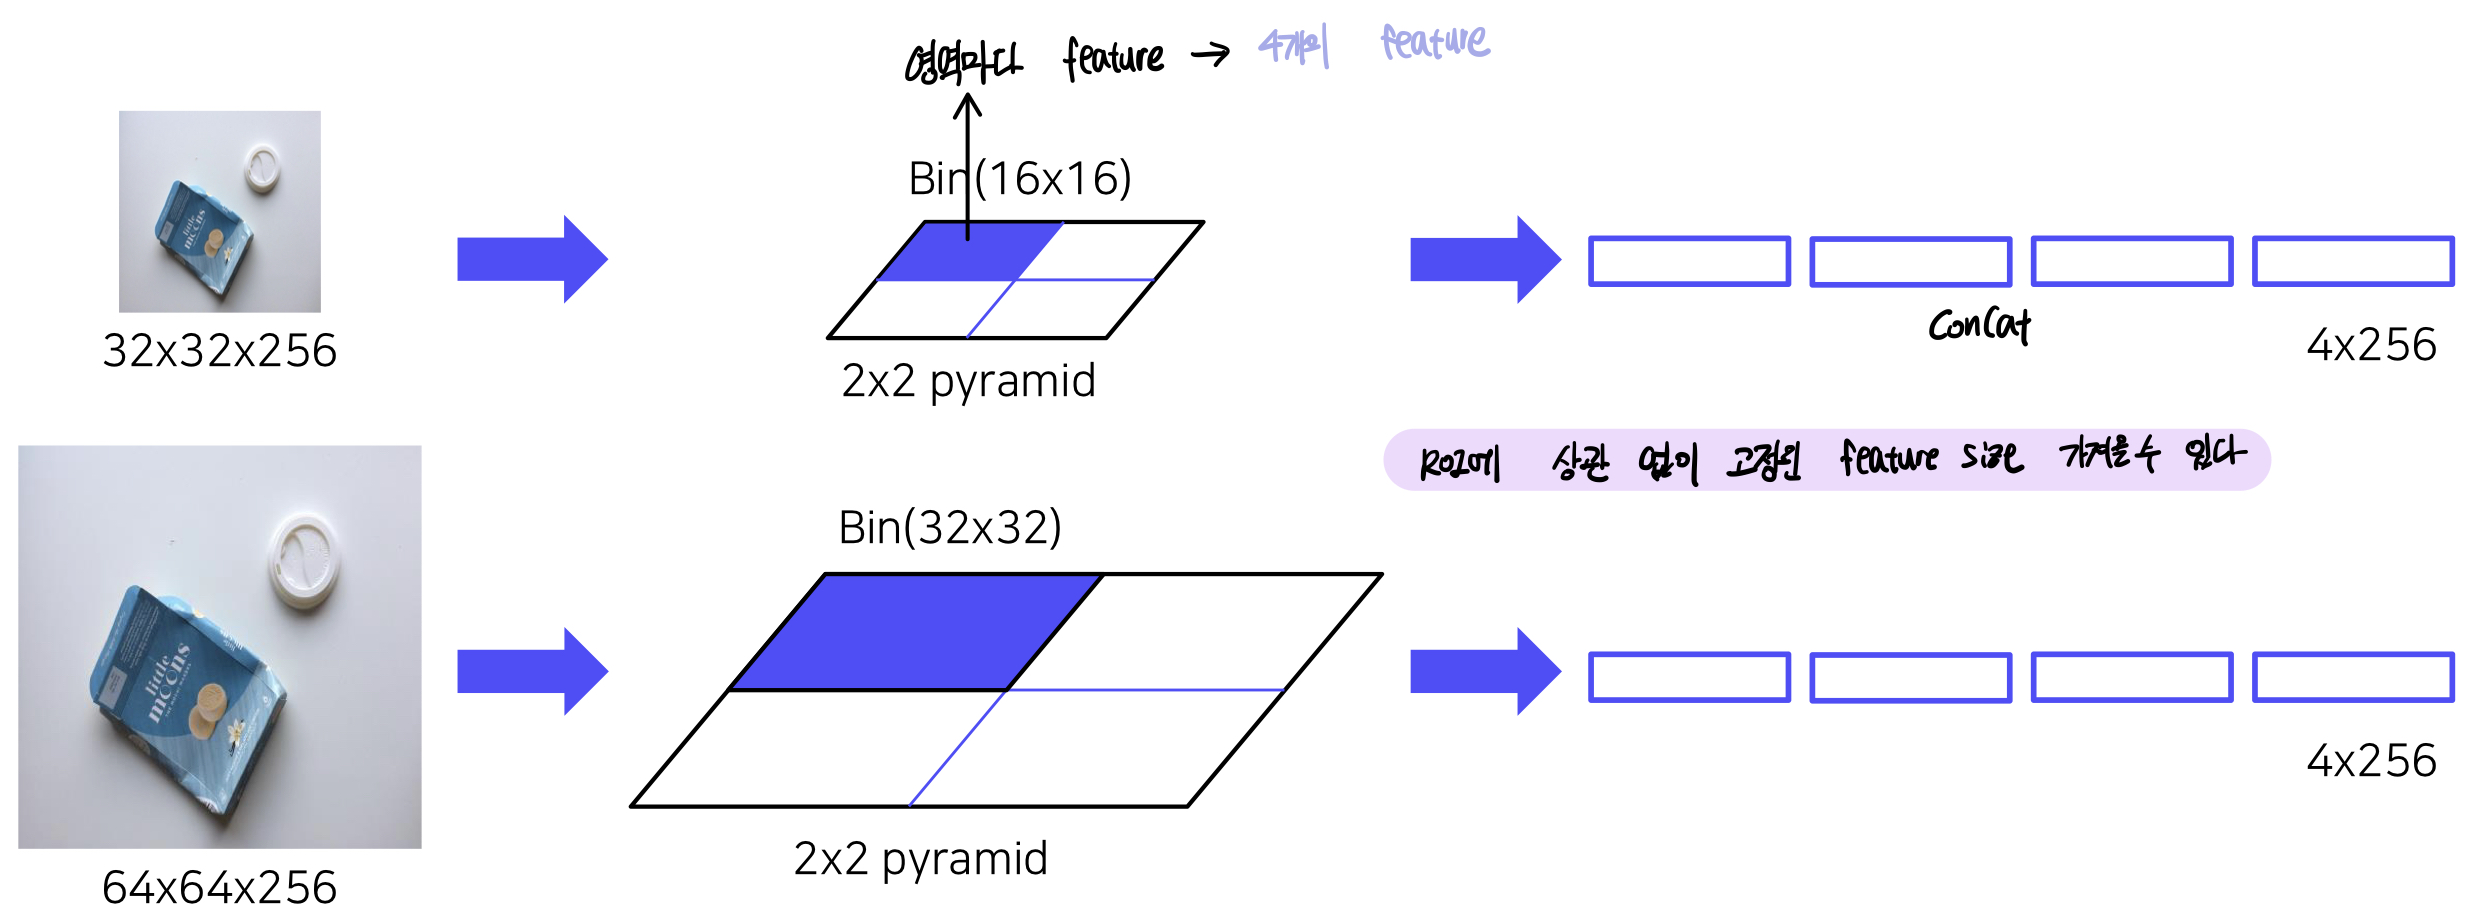 영역마다 feature → 4개의 feature
Bin(16x16)
32x32x256
2x2 pyramid
ConCat
4x256
ROI에 상관 없이 고정된 feature size 가져올 수 있다
Bin(32x32)
little
moons
64x64x256
2x2 pyramid
4x256